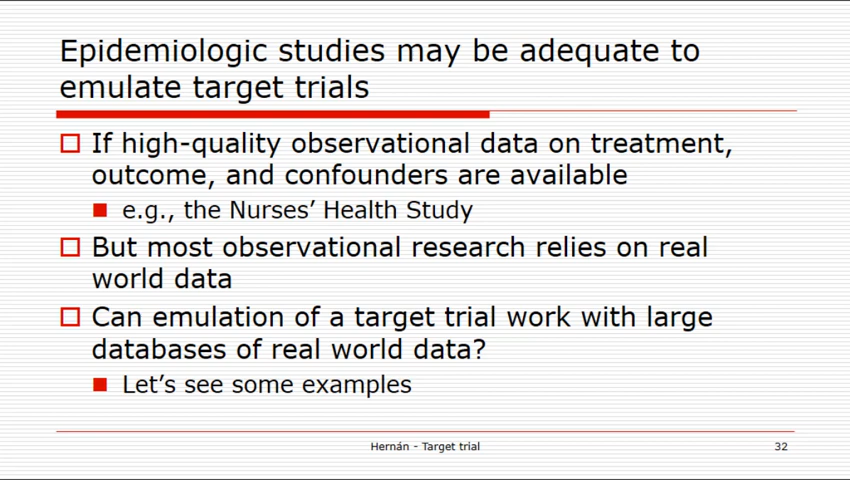 Epidemiologic studies may be adequate to
emulate target trials
If high-quality observational data on treatment,
outcome, and confounders are available
e.g., the Nurses’ Health Study
But most observational research relies on real
world data
Can emulation of a target trial work with large
databases of real world data?
Let’s see some examples
Hernán - Target trial
32